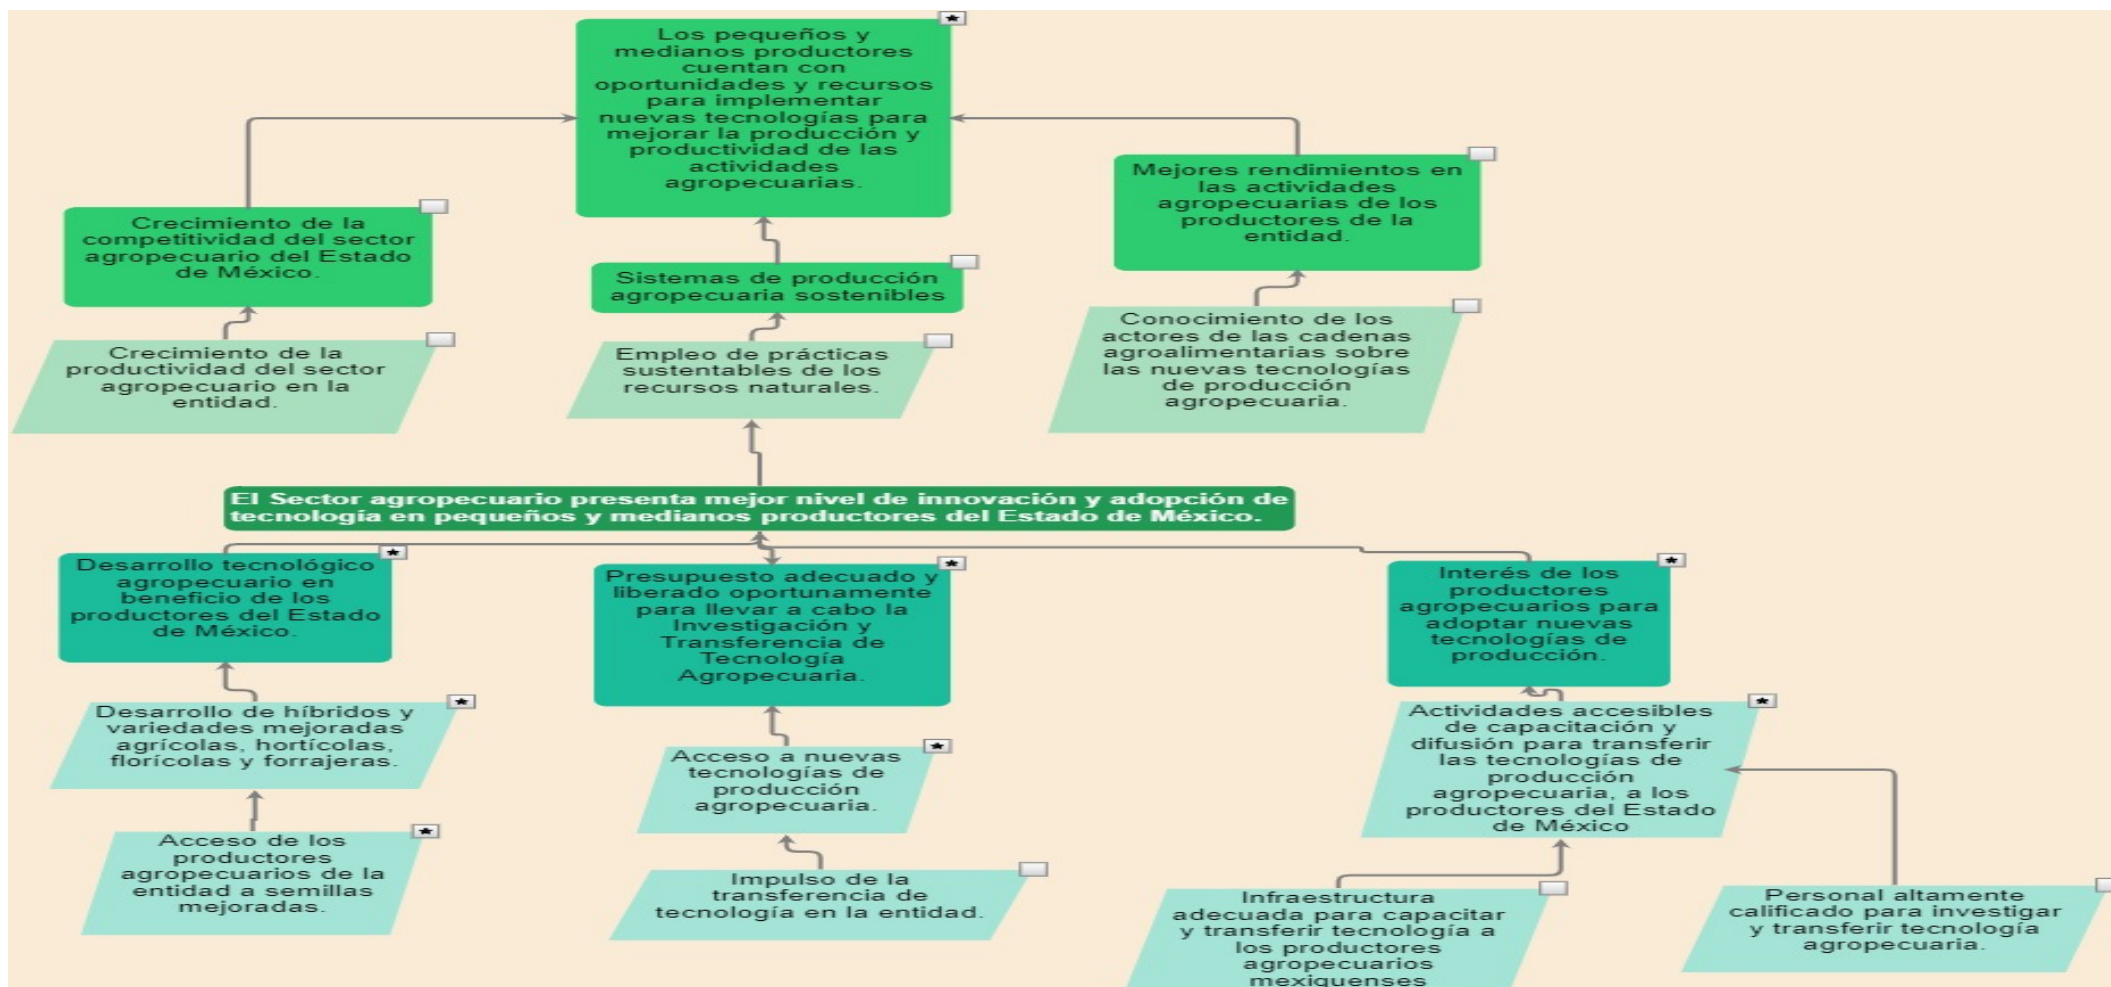 Los pequeños y
medianos productores
cuentan con
oportunidades y recursos
para implementar
nuevas tecnologías para
mejorar la producción y
productividad de las
actividades
agropecuarias.
Crecimiento de la
competitividad del sector
agropecuario del Estado
de México.
Sistemas de producción
agropecuaria sostenibles
Mejores rendimientos en
las actividades
agropecuarias de los
productores de la
entidad.
Crecimiento de la
productividad del sector
agropecuario en la
entidad.
Empleo de prácticas
sustentables de los
recursos naturales.
Conocimiento de los
actores de las cadenas
agroalimentarias sobre
las nuevas tecnologías
de producción
agropecuaria.
El Sector agropecuario presenta mejor nivel de innovación y adopción de
tecnología en pequeños y medianos productores del Estado de México.
Desarrollo tecnológico
agropecuario en
beneficio de los
productores del Estado
de México.
Presupuesto adecuado y
liberado oportunamente
para llevar a cabo la
Investigación y
Transferencia de
Tecnología
Agropecuaria.
Interés de los
productores
agropecuarios para
adoptar nuevas
tecnologías de
producción.
Desarrollo de híbridos y
variedades mejoradas
agrícolas, hortícolas,
florícolas y forrajeras.
Acceso a nuevas
tecnologías de
producción
agropecuaria.
Actividades accesibles
de capacitación y
difusión para transferir
las tecnologías de
producción
agropecuaria, a los
productores del Estado
de México
Acceso de los
productores
agropecuarios de la
entidad a semillas
mejoradas.
Impulso de la
transferencia de
tecnología en la entidad.
Infraestructura
adecuada para capacitar
y transferir tecnología a
los productores
agropecuarios
mexiquenses
Personal altamente
calificado para investigar
y transferir tecnología
agropecuaria.